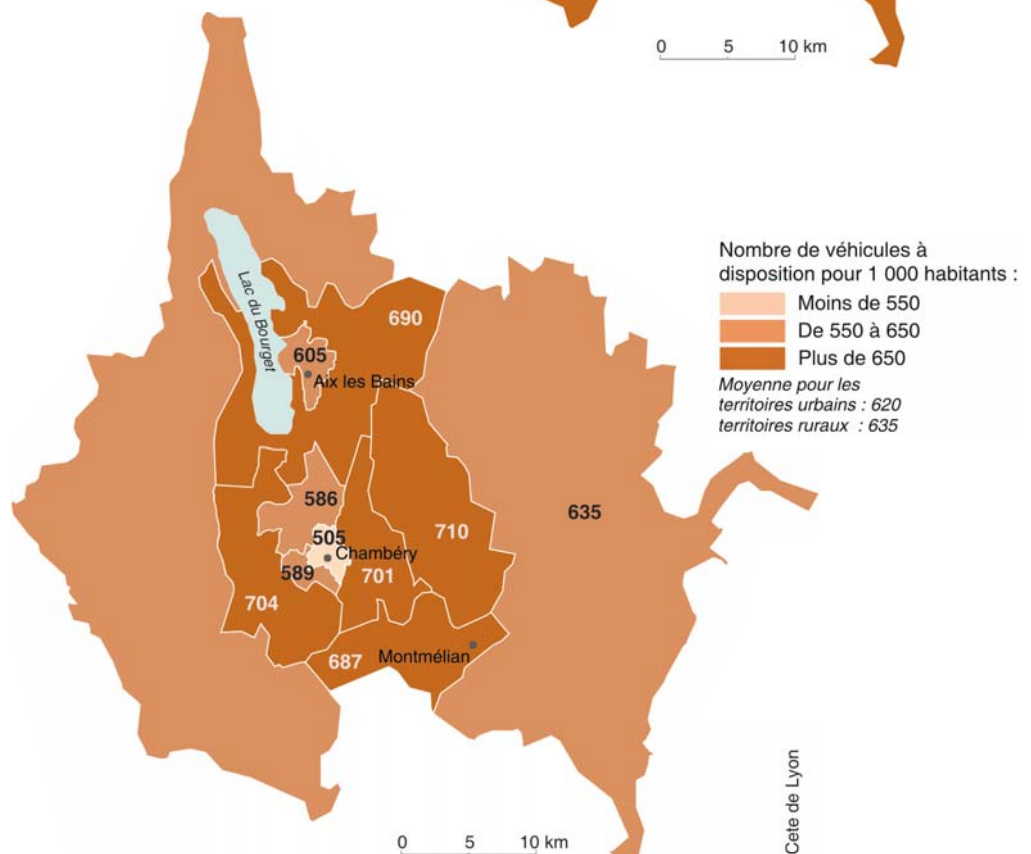 0 5 10 km
Nombre de véhicules à
disposition pour 1 000 habitants :
Moins de 550
De 550 à 650
Plus de 650
Moyenne pour les
territoires urbains : 620
territoires ruraux : 635
Lac du Bourget
690
605
Aix les Bains
586
505
Chambéry
589
701
710
635
704
687
Montmélian
Cete de Lyon
0 5 10 km